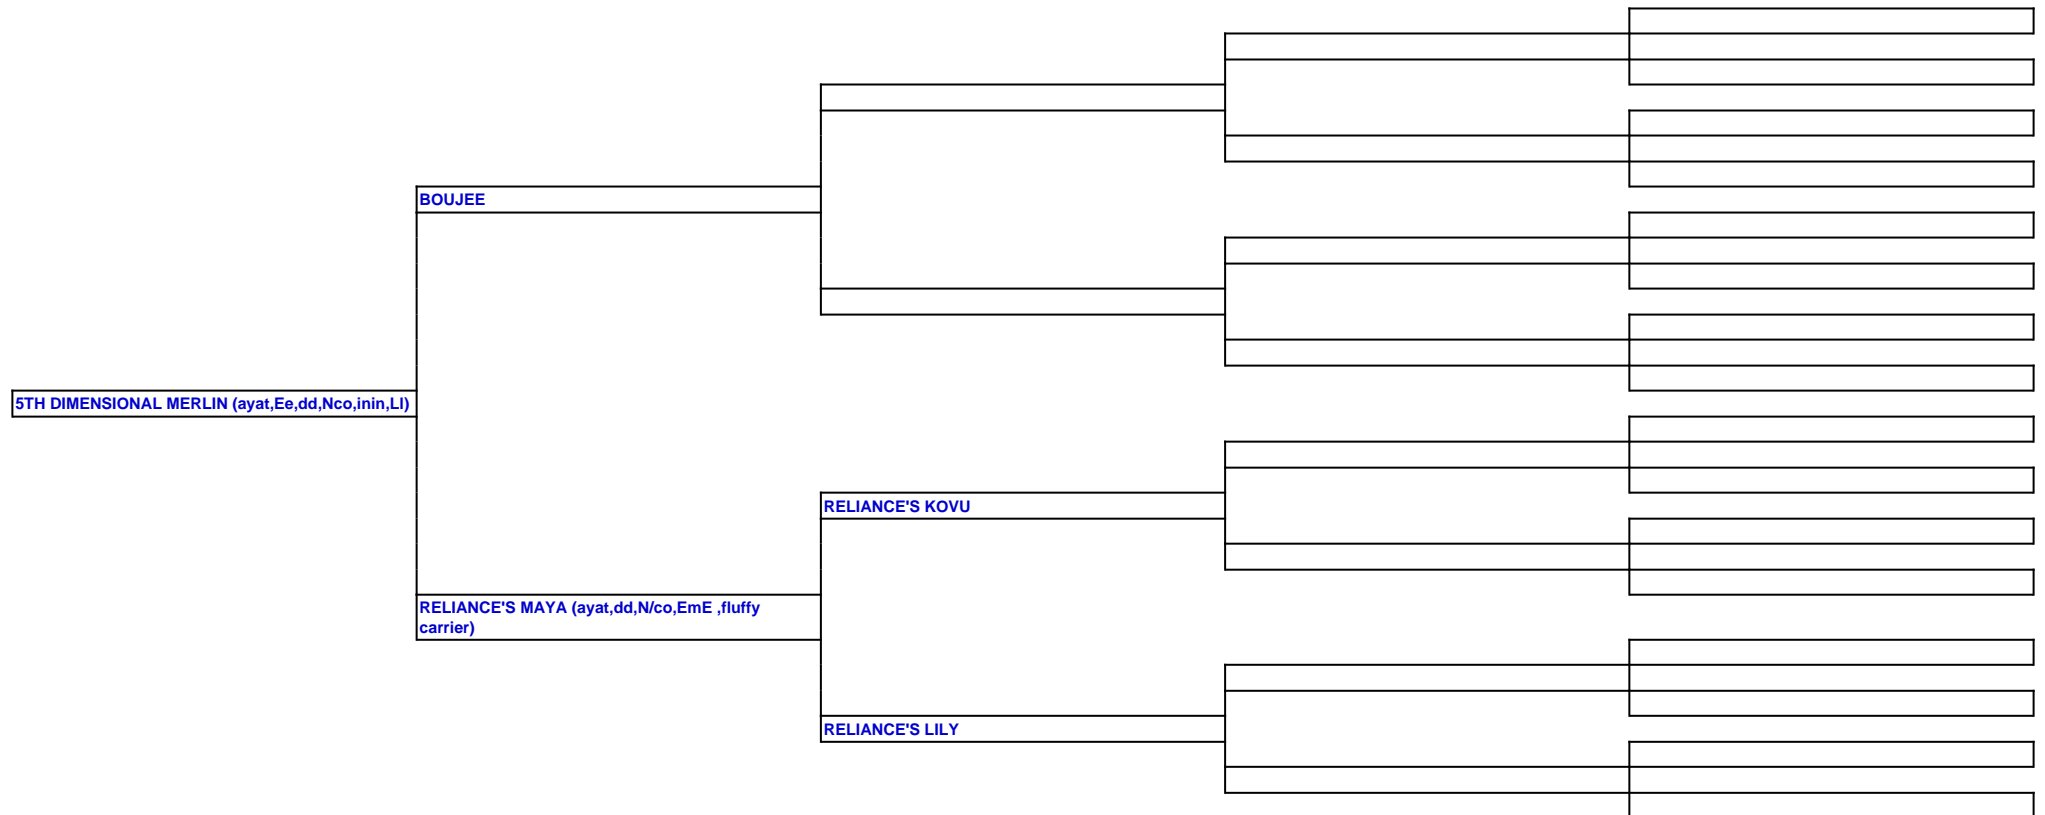 BOUJEE
5TH DIMENSIONAL MERLIN (ayat,Ee,dd,Nco,inin,Ll)
RELIANCE'S KOVU
RELIANCE'S MAYA (ayat,dd,N/co,EmE ,fluffy
carrier)
RELIANCE'S LILY